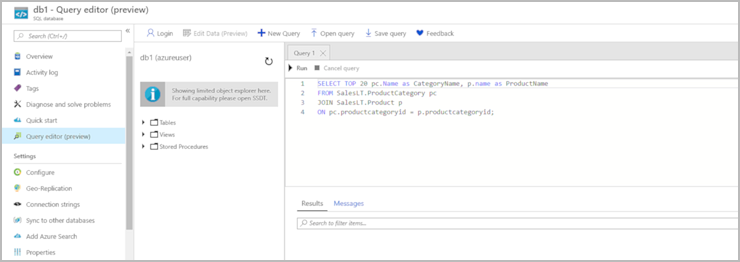 db1 - Query editor (preview)
SQL database
Search (Ctrl+/)
Overview
Activity log
Tags
Diagnose and solve problems
Quick start
Query editor (preview)
Settings
Configure
Geo-Replication
Connection strings
Sync to other databases
Add Azure Search
Properties
Login
Edit Data (Preview)
New Query
Open query
Save query
Feedback
db1 (azureuser)
Showing limited object explorer here.
For full capability please open SSDT.
Tables
Views
Stored Procedures
Query 1
Run
Cancel query
1 SELECT TOP 20 pc.Name as CategoryName, p.name as ProductName
2 FROM SalesLT.ProductCategory pc
3 JOIN SalesLT.Product p
4 ON pc.productcategoryid = p.productcategoryid;
Results Messages
Search to filter items...